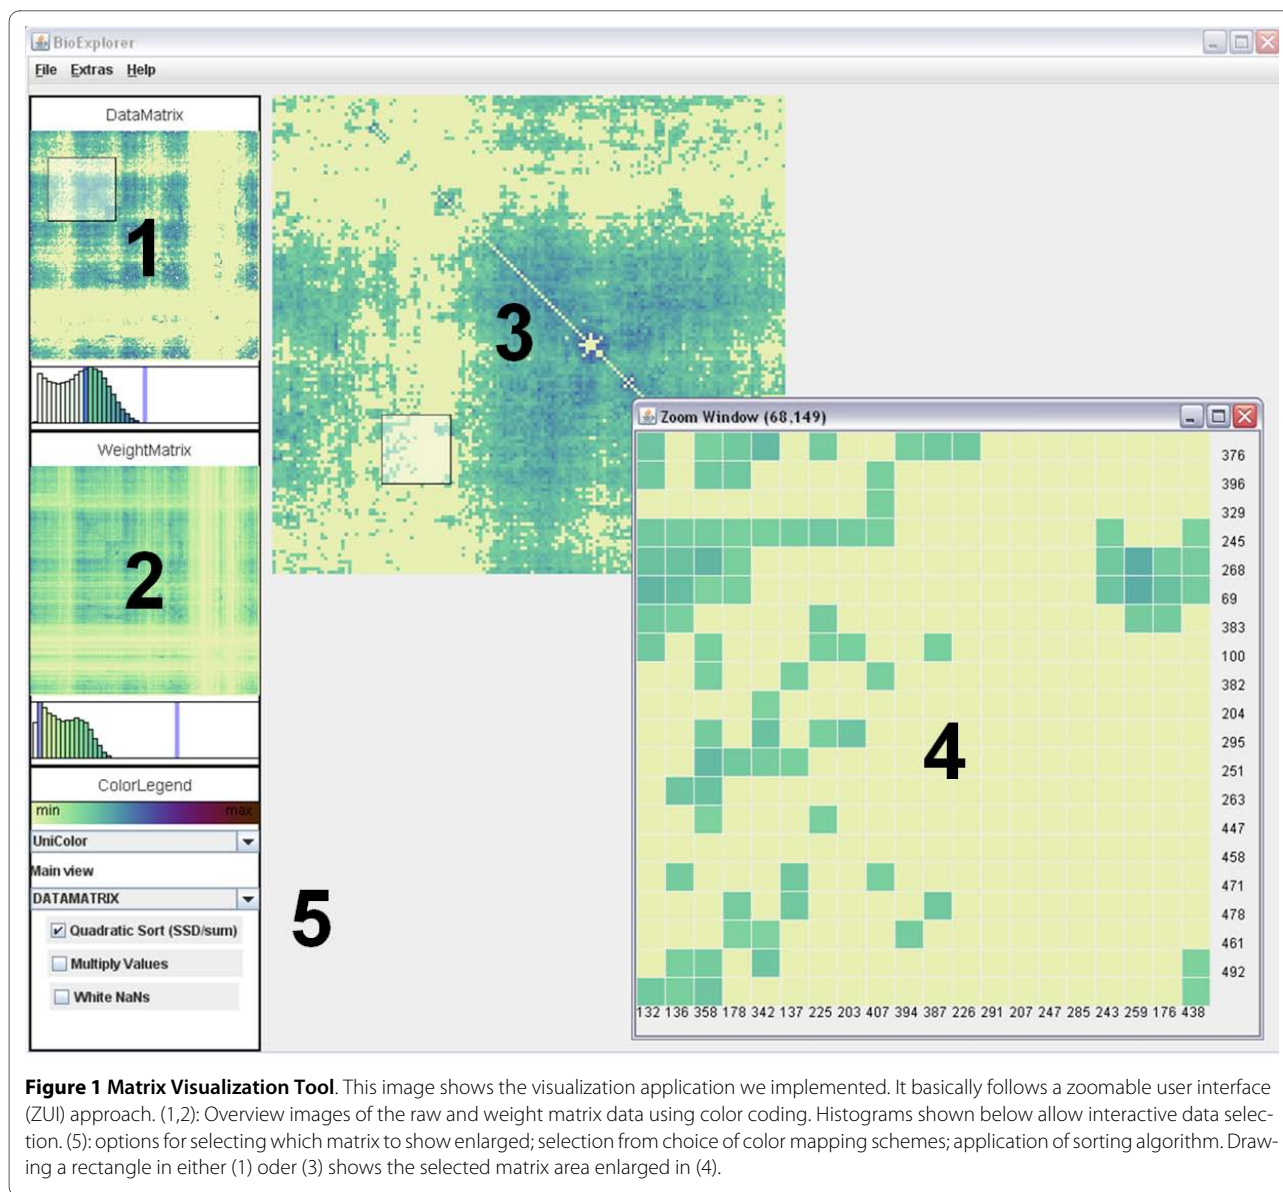 BioExplorer
File Extras Help
DataMatrix
1
WeightMatrix
2
ColorLegend
min max
UniColor
Main view
DATAMATRIX
Quadratic Sort (SSD/sum)
Multiply Values
White NaNs
3
5
Zoom Window (68,149)
376
396
329
245
268
69
383
100
382
204
295
251
263
447
458
471
478
461
492
4
132 136 358 178 342 137 225 203 407 394 387 226 291 207 247 285 243 259 176 438
Figure 1 Matrix Visualization Tool. This image shows the visualization application we implemented. It basically follows a zoomable user interface
(ZUI) approach. (1,2): Overview images of the raw and weight matrix data using color coding. Histograms shown below allow interactive data selec-
tion. (5): options for selecting which matrix to show enlarged; selection from choice of color mapping schemes; application of sorting algorithm. Draw-
ing a rectangle in either (1) oder (3) shows the selected matrix area enlarged in (4).